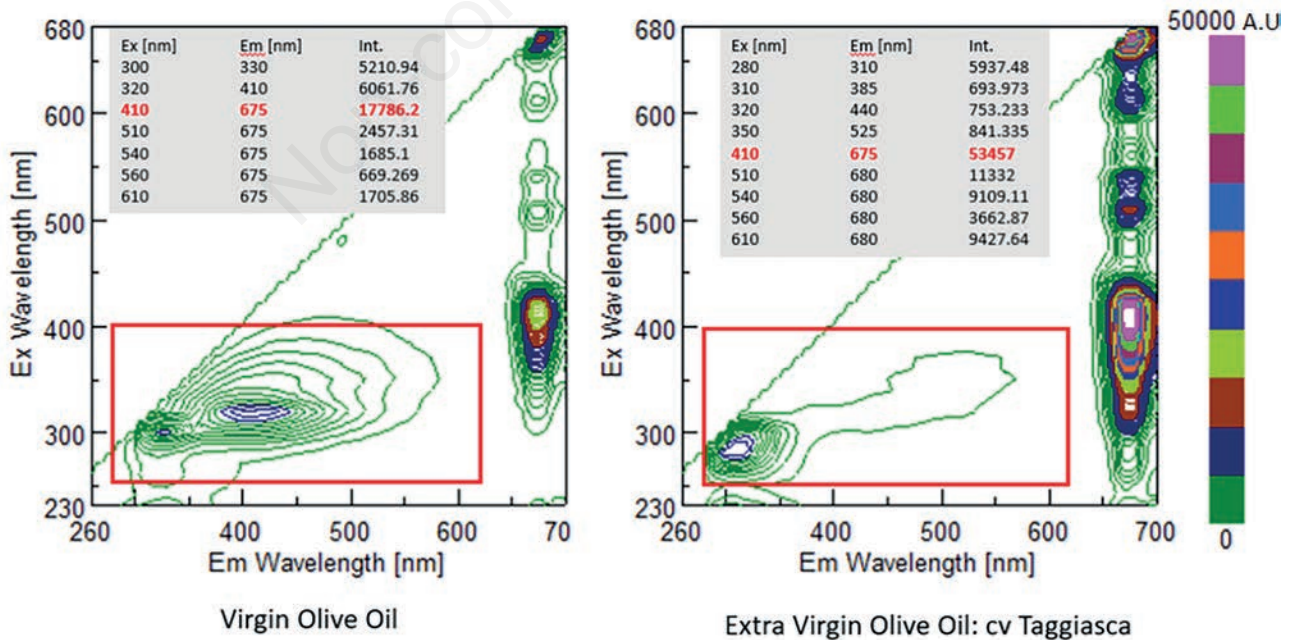 50000 A.U
0
680
600
500
400
300
230
Ex Wavelength [nm]
260
400
500
600
70
Em Wavelength [nm]
Ex [nm] Em [nm] Int.
300 330 5210.94
320 410 6061.76
410 675 17786.2
510 675 2457.31
540 675 1685.1
560 675 669.269
610 675 1705.86
Virgin Olive Oil
680
600
500
400
300
230
Ex Wavelength [nm]
260
400
500
600
700
Em Wavelength [nm]
Ex [nm] Em [nm] Int.
280 310 5937.48
310 385 693.973
320 440 753.233
350 525 841.335
410 675 53457
510 680 11332
540 680 9109.11
560 680 3662.87
610 680 9427.64
Extra Virgin Olive Oil: cv Taggiasca